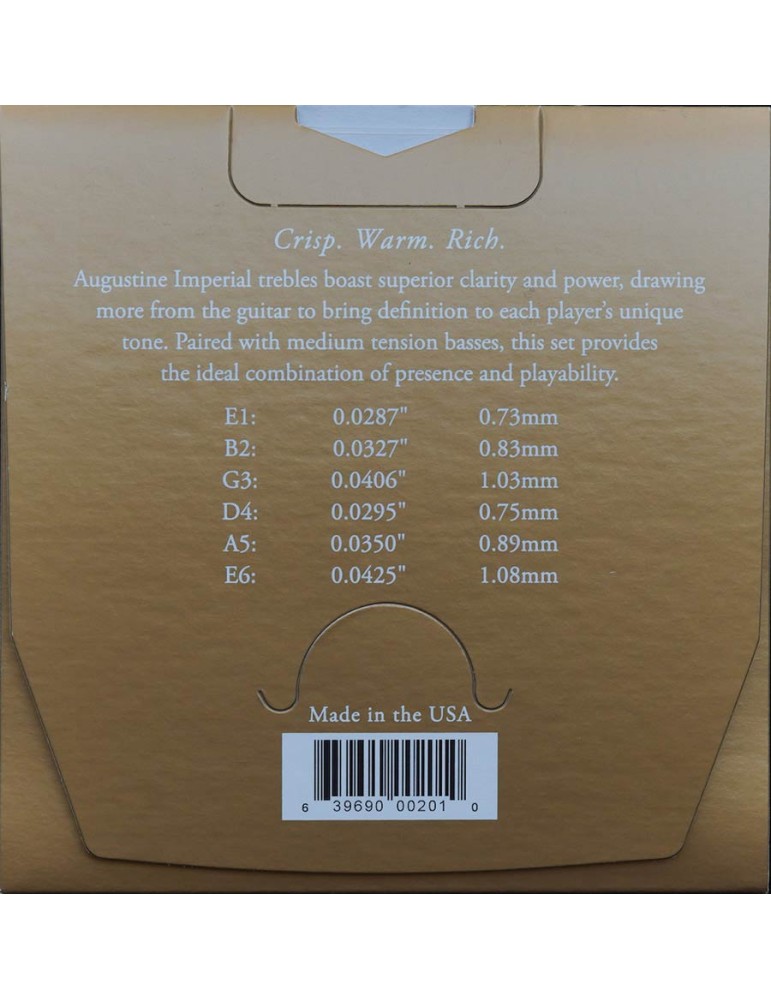 Crisp. Warm. Rich.
Augustine Imperial trebles boast superior clarity and power, drawing
more from the guitar to bring definition to each player's unique
tone. Paired with medium tension basses, this set provides
the ideal combination of presence and playability.
E1: 0.0287" 0.73mm
B2: 0.0327" 0.83mm
G3: 0.0406" 1.03mm
D4: 0.0295" 0.75mm
A5: 0.0350" 0.89mm
E6: 0.0425" 1.08mm
Made in the USA
6 39690 00201 0